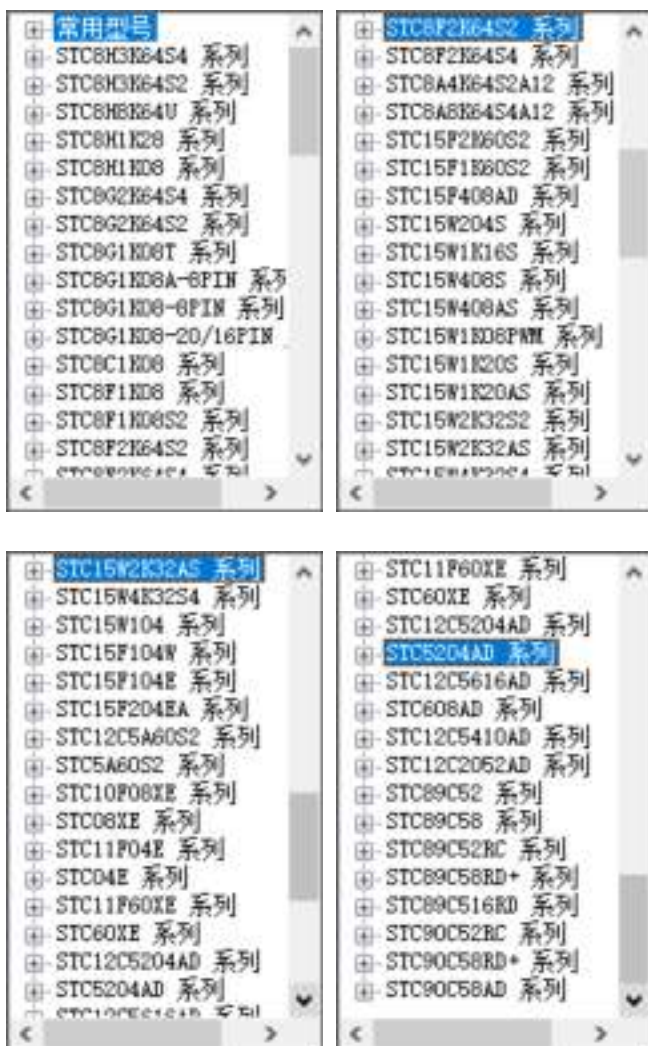 常用型号
STC8H3K64S4 系列
STC8H3K64S2 系列
STC8H8K64U 系列
STC8H1K28 系列
STC8H1K08 系列
STC8G2K64S4 系列
STC8G2K64S2 系列
STC8G1K08T 系列
STC8G1K08A-8PIN 系列
STC8G1K08-8PIN 系列
STC8G1K08-20/16PIN
STC8C1K08 系列
STC8F1K08 系列
STC8F1K08S2 系列
STC8F2K64S2 系列
STC8F2K64S4 系列
STC8F2K64S2 系列
STC8F2K64S4 系列
STC8A4K64S2A12 系列
STC8A8K64S4A12 系列
STC15F2K60S2 系列
STC15F1K60S2 系列
STC15F408AD 系列
STC15W204S 系列
STC15W1K16S 系列
STC15W408S 系列
STC15W408AS 系列
STC15W1K08PWM 系列
STC15W1K20S 系列
STC15W1K20AS 系列
STC15W2K32S2 系列
STC15W2K32AS 系列
STC15W4K32S4 系列
STC15W2K32AS 系列
STC15W4K32S4 系列
STC15W104 系列
STC15F104W 系列
STC15F104E 系列
STC15F204EA 系列
STC12C5A60S2 系列
STC5A60S2 系列
STC10F08XE 系列
STC08XE 系列
STC11F04E 系列
STC04E 系列
STC11F60XE 系列
STC60XE 系列
STC12C5204AD 系列
STC5204AD 系列
STC12C5616AD 系列
STC11F60XE 系列
STC60XE 系列
STC12C5204AD 系列
STC5204AD 系列
STC12C5616AD 系列
STC608AD 系列
STC12C5410AD 系列
STC12C2052AD 系列
STC89C52 系列
STC89C58 系列
STC89C52RC 系列
STC89C58RD+ 系列
STC89C516RD 系列
STC90C52RC 系列
STC90C58RD+ 系列
STC90C58AD 系列